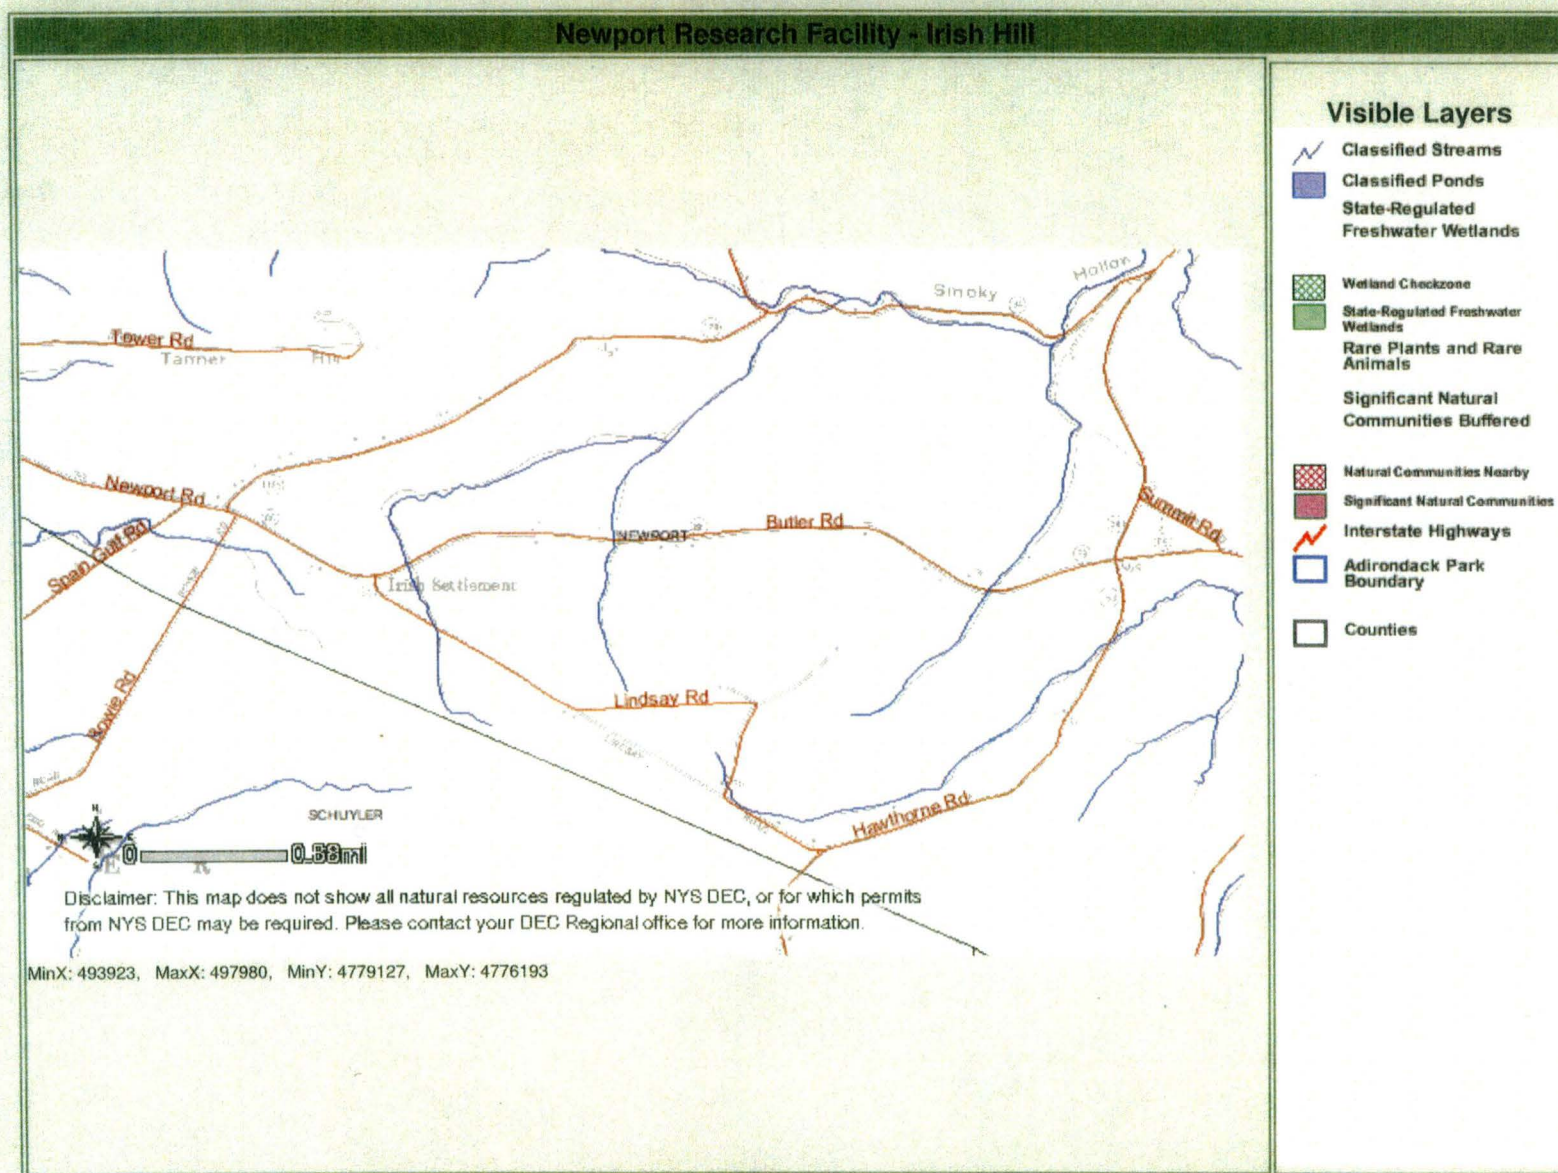 Newport Research Facility - Irish Hill
Visible Layers
Classified Streams
Classified Ponds
State-Regulated
Freshwater Wetlands
Wetland Checkzone
State-Regulated Freshwater
Wetlands
Rare Plants and Rare
Animals
Significant Natural
Communities Buffered
Natural Communities Nearby
Significant Natural Communities
Interstate Highways
Adirondack Park
Boundary
Counties
Smoky
Hollow
Tower Rd
Tanner Hill
Newport Rd
Spain Gulf Rd
Bowie Rd
NEWPORT
Butler Rd
Summit Rd
Irish Settlement
Lindsay Rd
Hawthorne Rd
SCHUYLER
N
0 0.58mi
E R
Disclaimer: This map does not show all natural resources regulated by NYS DEC, or for which permits
from NYS DEC may be required. Please contact your DEC Regional office for more information.
MinX: 493923, MaxX: 497980, MinY: 4779127, MaxY: 4776193